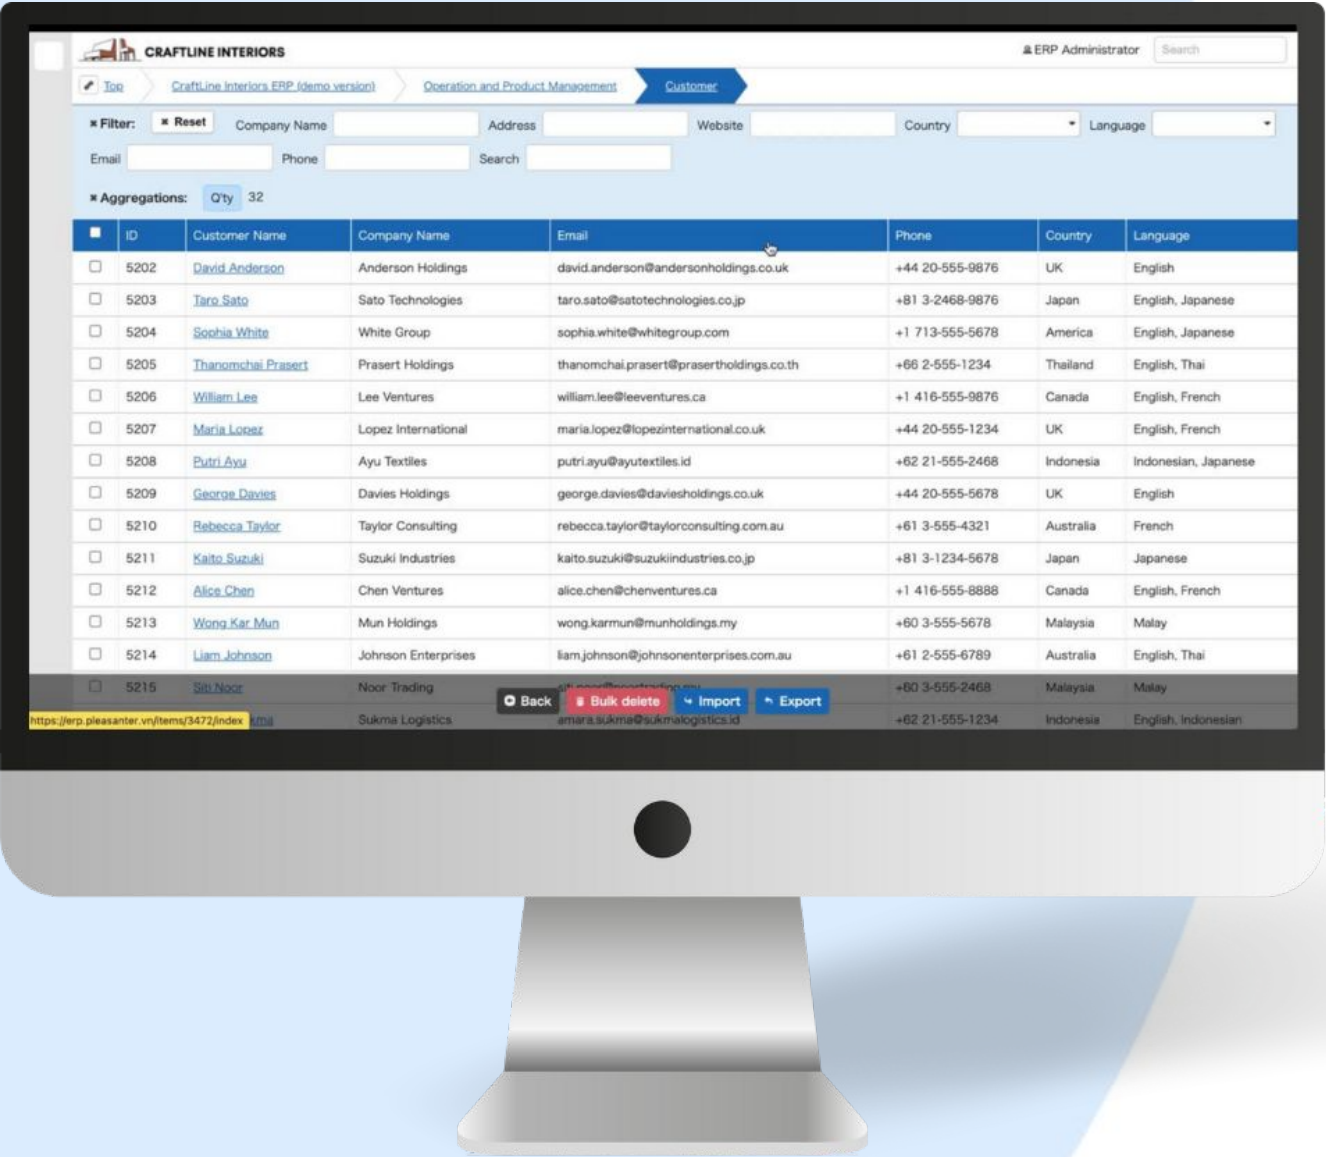 CRAFTLINE INTERIORS ERP Administrator Search
Top CraftLine Interiors ERP (demo version) Operation and Product Management Customer
Filter: Reset Company Name Address Website Country Language
Email Phone Search
Aggregations: Q'ty 32
ID Customer Name Company Name Email Phone Country Language
5202 David Anderson Anderson Holdings david.anderson@andersonholdings.co.uk +44 20-555-9876 UK English
5203 Taro Sato Sato Technologies taro.sato@satotechnologies.co.jp +81 3-2468-9876 Japan English, Japanese
5204 Sophia White White Group sophia.white@whitegroup.com +1 713-555-5678 America English, Japanese
5205 Thanomchai Prasert Prasert Holdings thanomchai.prasert@prasertholdings.co.th +66 2-555-1234 Thailand English, Thai
5206 William Lee Lee Ventures william.lee@leeventures.ca +1 416-555-9876 Canada English, French
5207 Maria Lopez Lopez International maria.lopez@lopezinternational.co.uk +44 20-555-1234 UK English, French
5208 Putri Ayu Ayu Textiles putri.ayu@ayutextiles.id +62 21-555-2468 Indonesia Indonesian, Japanese
5209 George Davies Davies Holdings george.davies@daviesholdings.co.uk +44 20-555-5678 UK English
5210 Rebecca Taylor Taylor Consulting rebecca.taylor@taylorconsulting.com.au +61 3-555-4321 Australia French
5211 Kaito Suzuki Suzuki Industries kaito.suzuki@suzukiindustries.co.jp +81 3-1234-5678 Japan Japanese
5212 Alice Chen Chen Ventures alice.chen@chenventures.ca +1 416-555-8888 Canada English, French
5213 Wong Kar Mun Mun Holdings wong.karmun@munholdings.my +60 3-555-5678 Malaysia Malay
5214 Liam Johnson Johnson Enterprises liam.johnson@johnsonenterprises.com.au +61 2-555-6789 Australia English, Thai
5215 Siti Noor Noor Trading siti.noor@noortrading.my +60 3-555-2468 Malaysia Malay
Back Bulk delete Import Export
https://erp.pleasanter.vn/items/3472/index Sukma Logistics amara.sukma@sukmalogistics.id +62 21-555-1234 Indonesia English, Indonesian